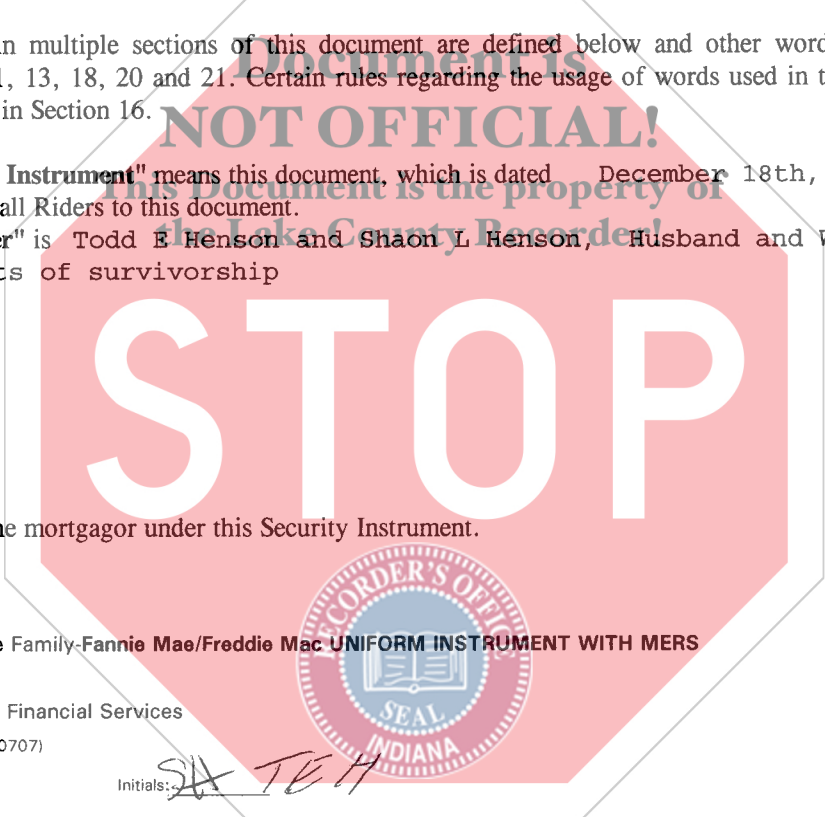 n multiple sections of this document are defined below and other word
, 13, 18, 20 and 21. Certain rules regarding the usage of words used in t
in Section 16.
Document is
NOT OFFICIAL!
This Document is the property of
the Lake County Recorder!
Instrument" means this document, which is dated December 18th,
all Riders to this document.
r" is Todd E Henson and Shaon L Henson, Husband and W
s of survivorship
STOP
e mortgagor under this Security Instrument.
RECORDER'S OFFICE
SEAL
INDIANA
e Family-Fannie Mae/Freddie Mac UNIFORM INSTRUMENT WITH MERS
Financial Services
0707)
Initials: SH TEH